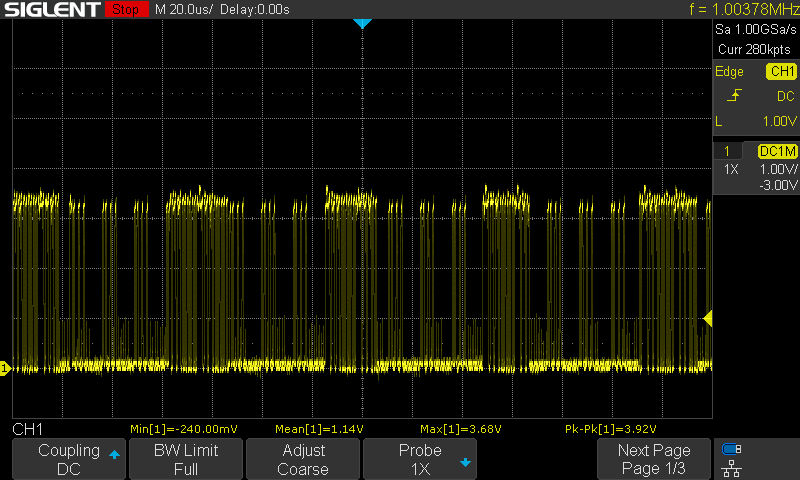 SIGLENT Stop M 20.0us/ Delay:0.00s f = 1.00378MHz
Sa 1.00GSa/s
Curr 280kpts
Edge CH1
DC
L 1.00V
1 DC1M
1X 1.00V/
-3.00V
1
CH1 Min[1]=-240.00mV Mean[1]=1.14V Max[1]=3.68V Pk-Pk[1]=3.92V
Coupling BW Limit Adjust Probe Next Page
DC Full Coarse 1X Page 1/3